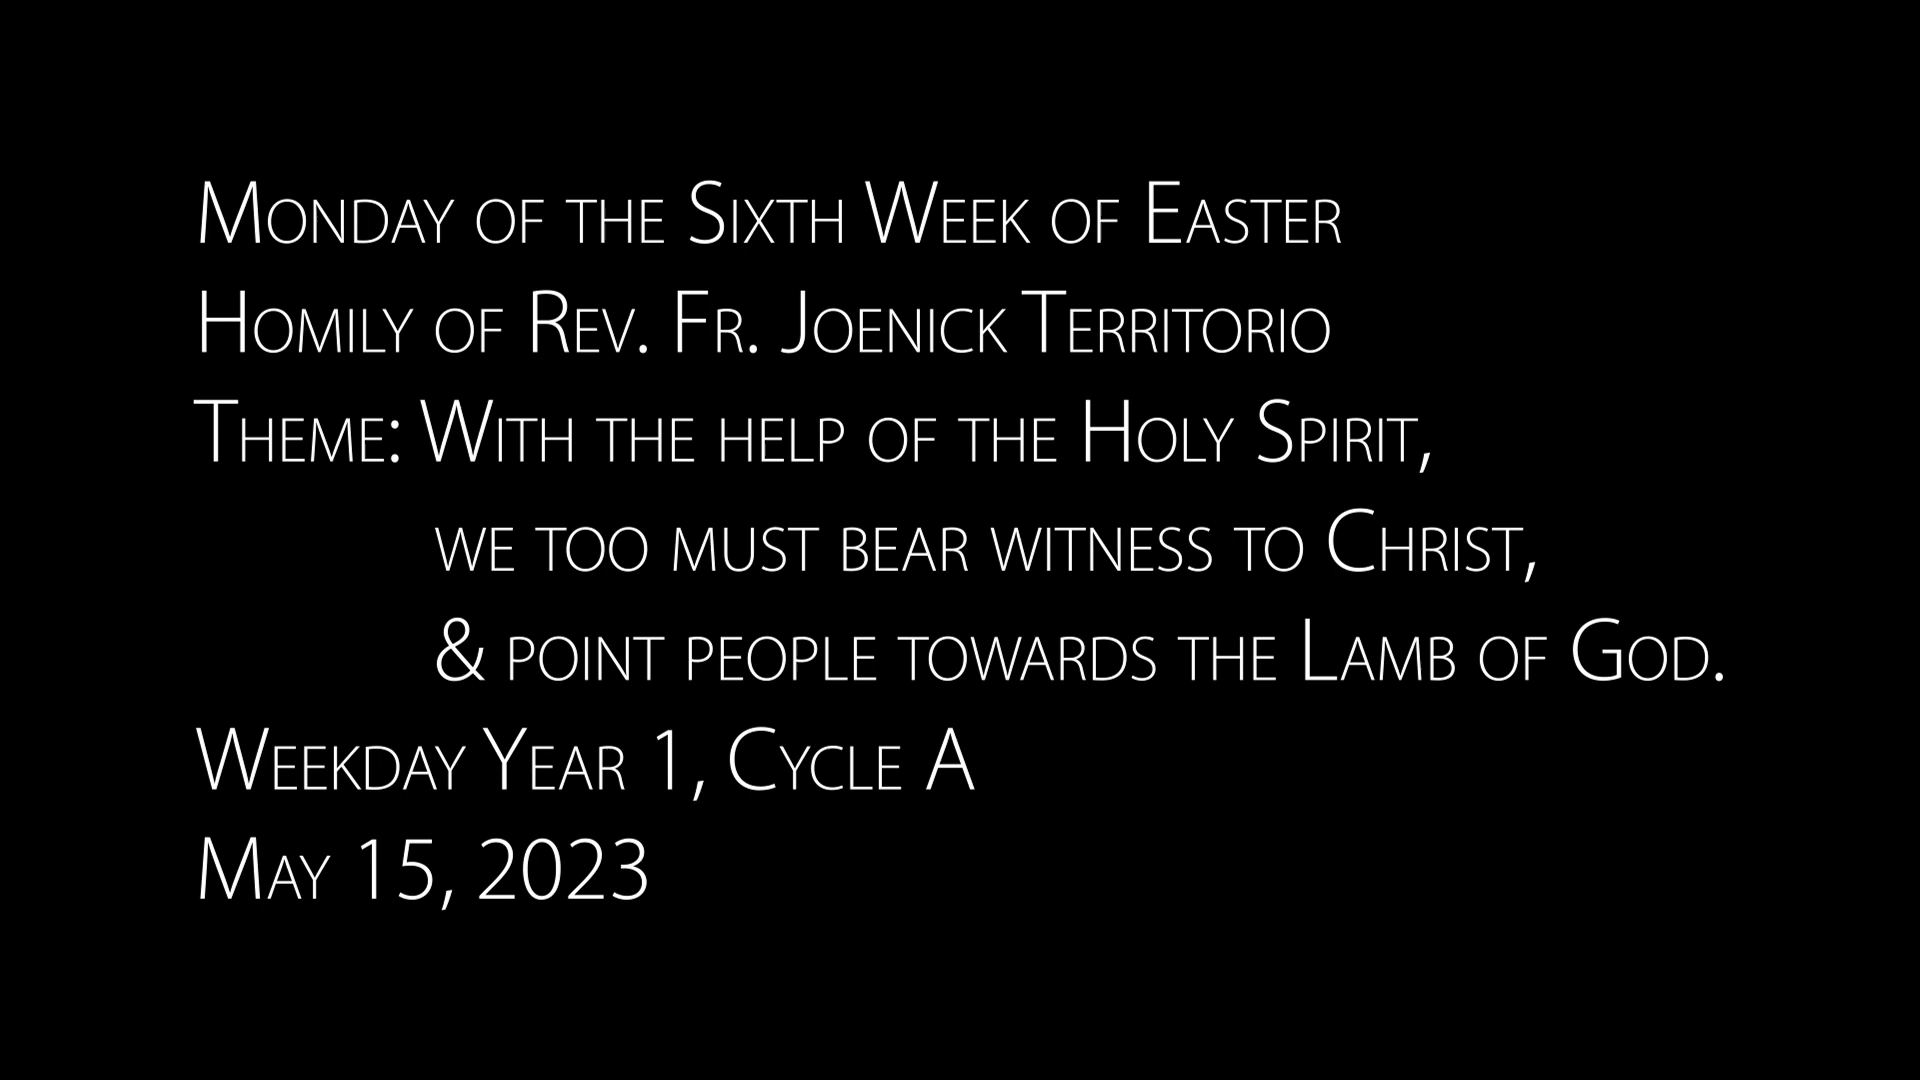 Monday of the Sixth Week of Easter
Homily of Rev. Fr. Joenick Territorio
Theme: With the help of the Holy Spirit,
we too must bear witness to Christ,
& point people towards the Lamb of God.
Weekday Year 1, Cycle A
May 15, 2023